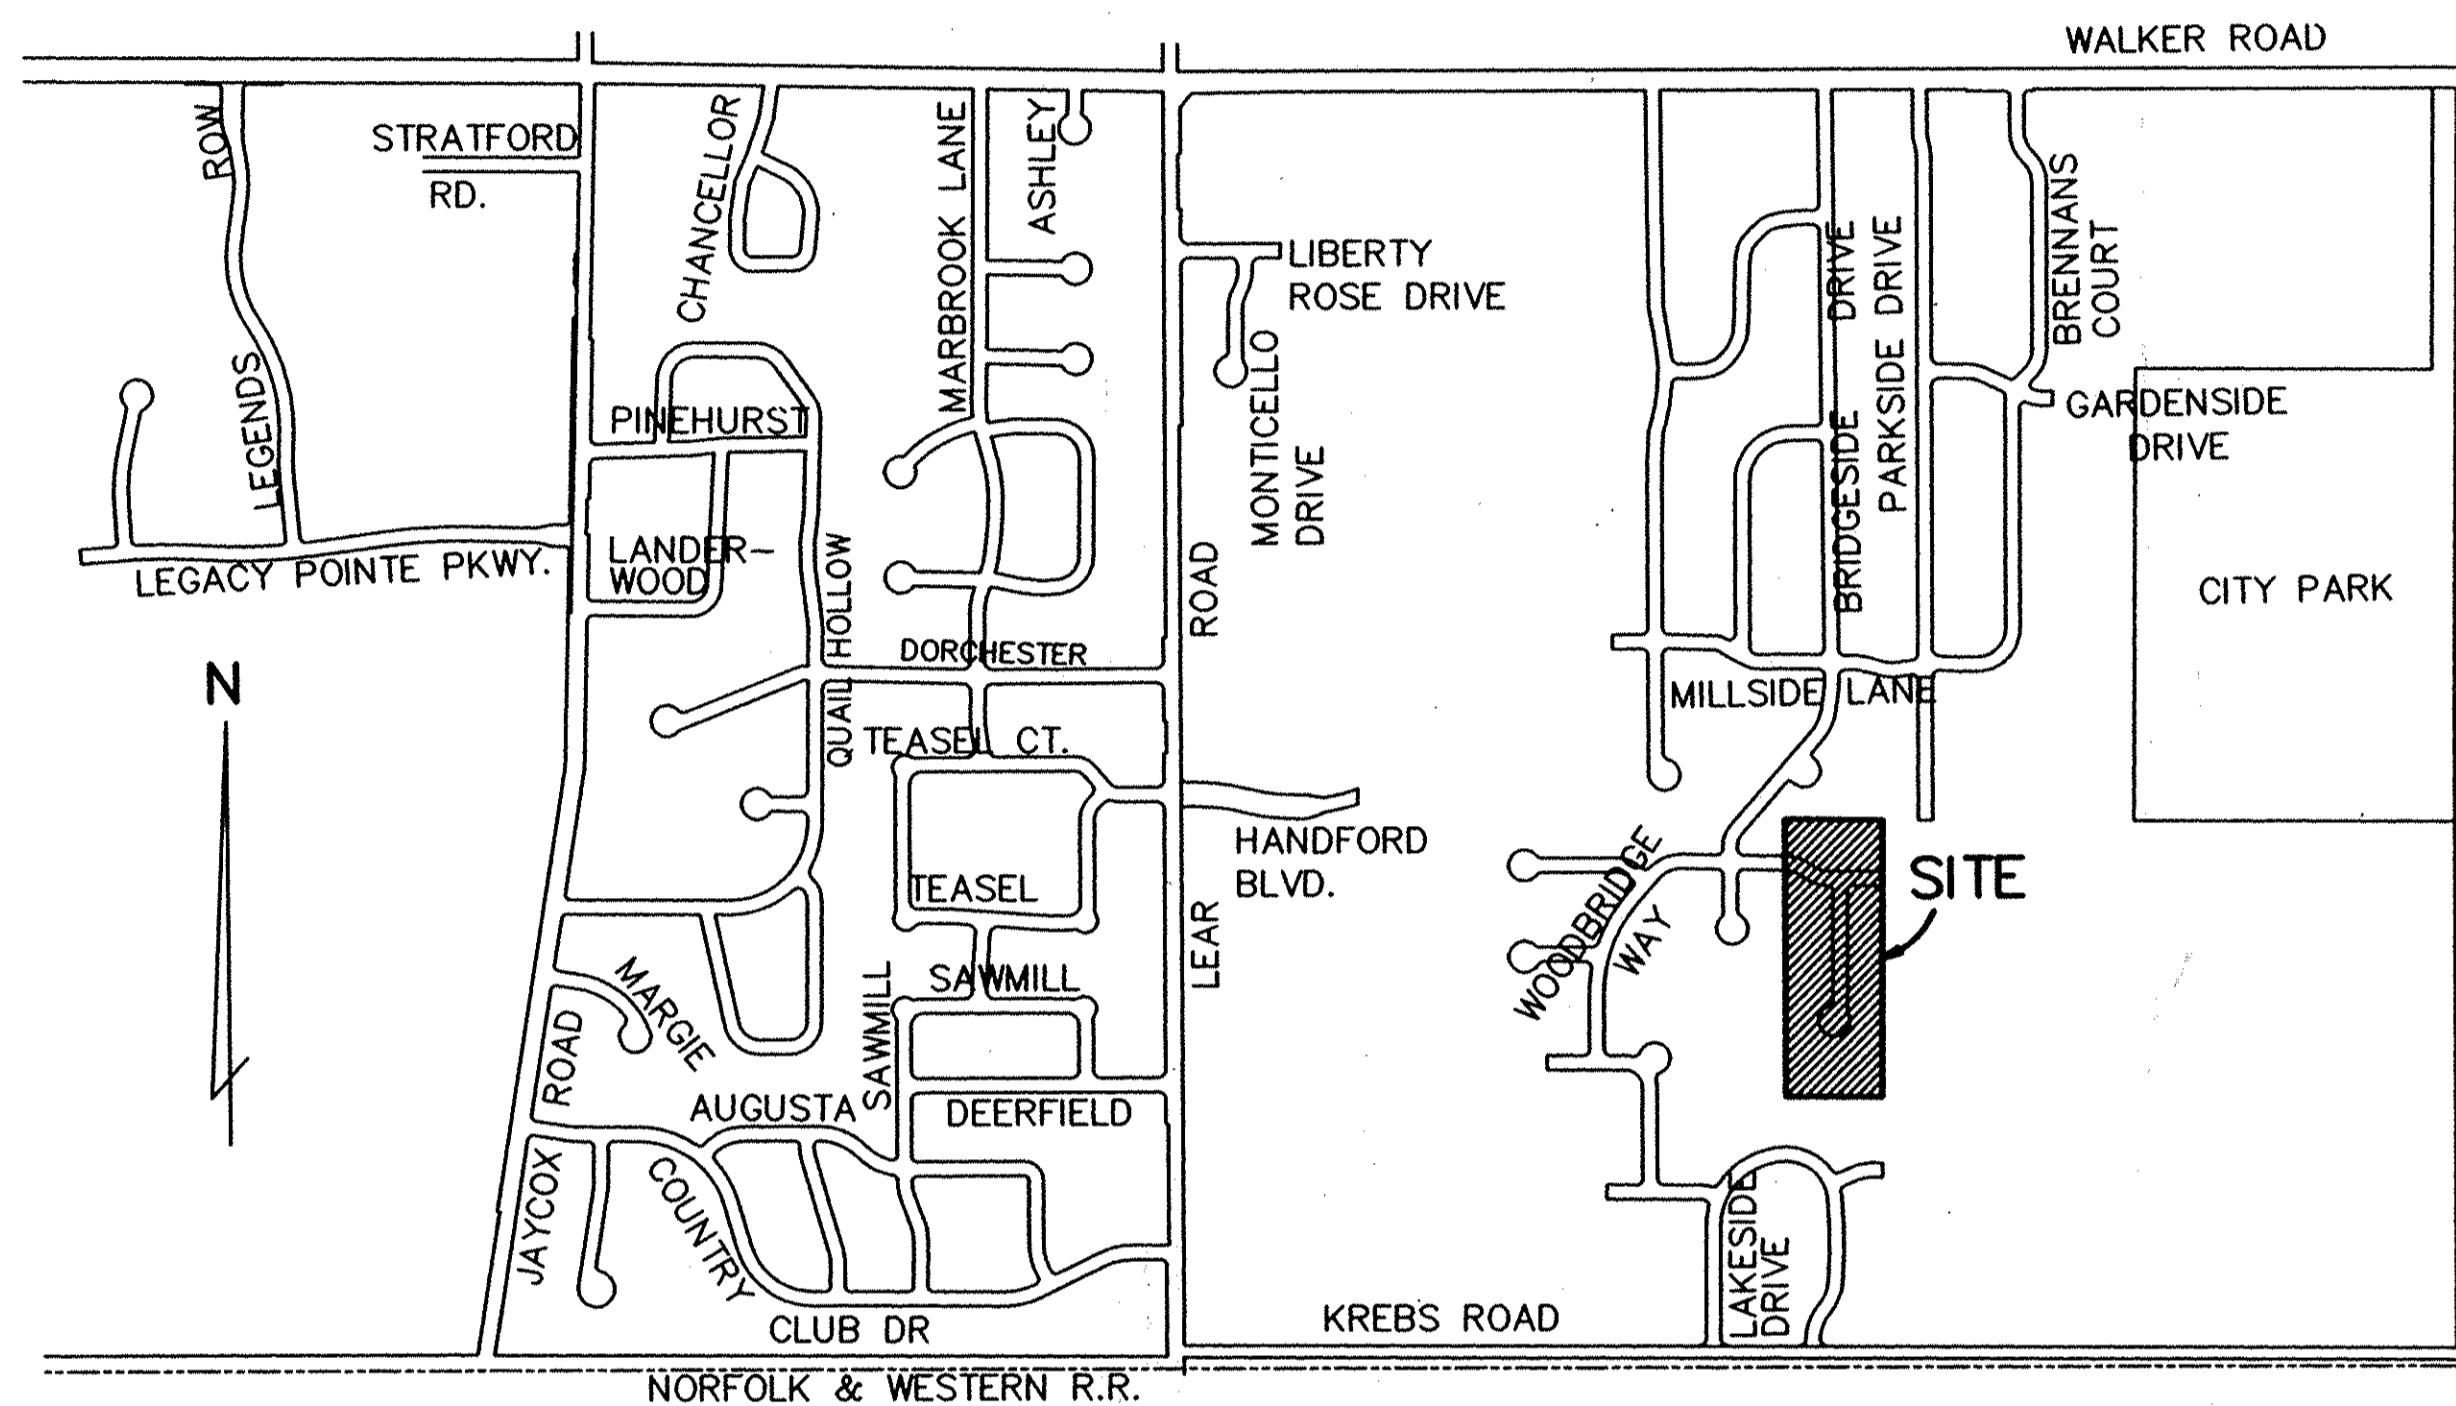 WALKER ROAD
ROW
LEGENDS
STRATFORD
RD.
CHANCELLOR
MARBROOK LANE
ASHLEY
LIBERTY
ROSE DRIVE
MONTICELLO
DRIVE
BRIDGESIDE DRIVE
PARKSIDE DRIVE
BRENNANS
COURT
GARDENSIDE
DRIVE
PINEHURST
LEGACY POINTE PKWY.
LANDER-
WOOD
QUAIL HOLLOW
DORCHESTER
LEAR ROAD
CITY PARK
N
TEASEL CT.
MILLSIDE LANE
HANDFORD
BLVD.
TEASEL
WOODBRIDGE
WAY
SITE
MARGIE
SAWMILL
SAWMILL
JAYCOX ROAD
AUGUSTA
DEERFIELD
COUNTRY
CLUB DR
LAKESIDE
DRIVE
KREBS ROAD
NORFOLK & WESTERN R.R.